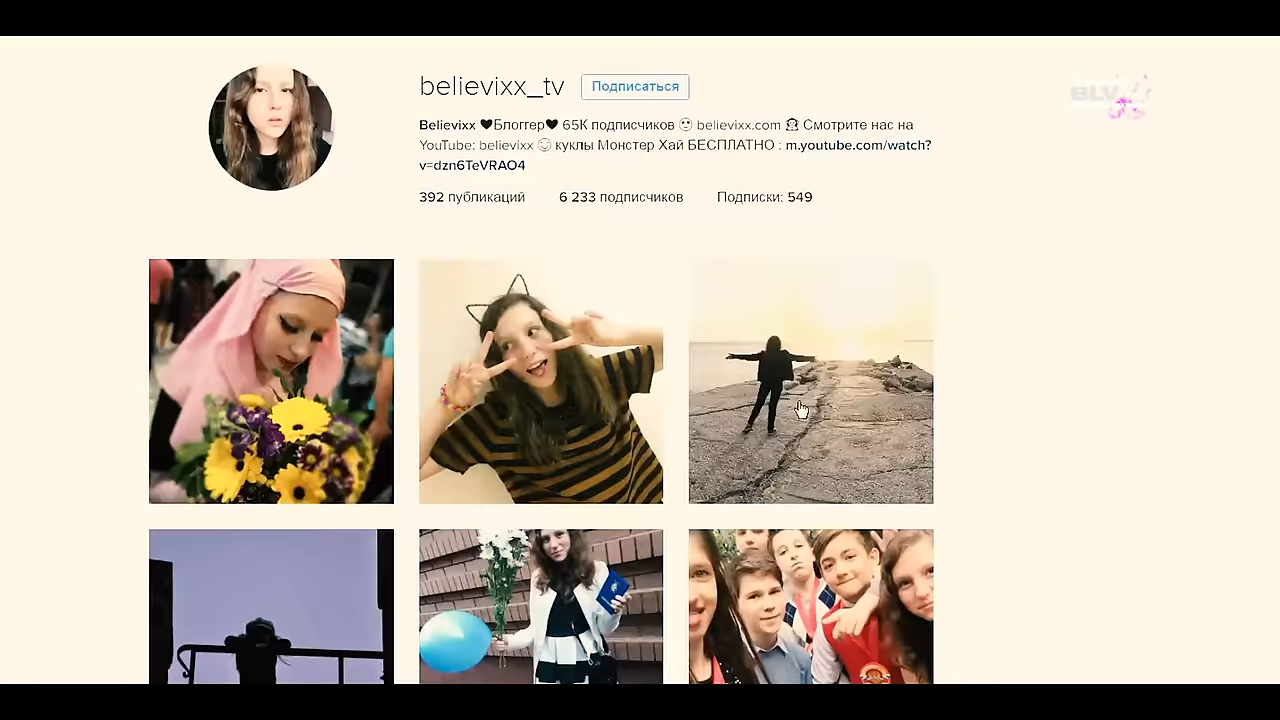 believixx_tv Подписаться
BLV
Believixx ♥Блоггер♥ 65К подписчиков believixx.com Смотрите нас на
YouTube: believixx куклы Монстер Хай БЕСПЛАТНО : m.youtube.com/watch?
v=dzn6TeVRAO4
392 публикаций 6 233 подписчиков Подписки: 549